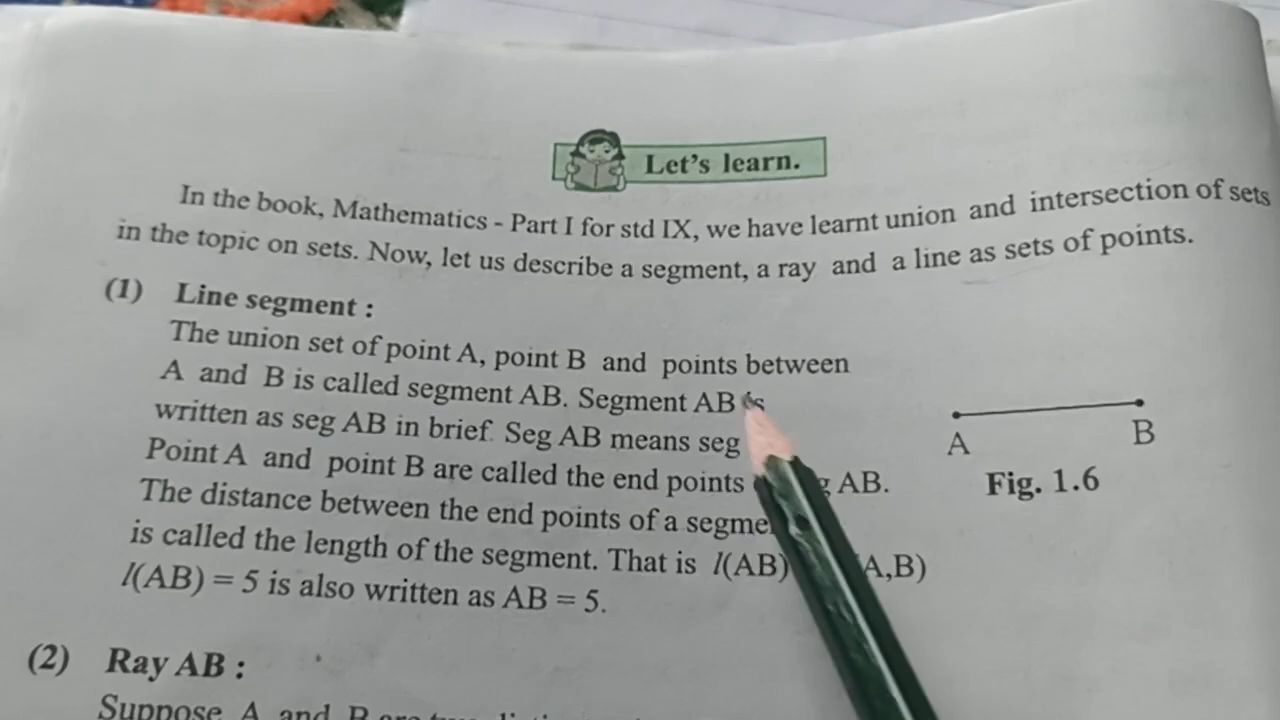 Let's learn.
In the book, Mathematics - Part I for std IX, we have learnt union and intersection of sets
in the topic on sets. Now, let us describe a segment, a ray and a line as sets of points.
(1) Line segment :
The union set of point A, point B and points between
A and B is called segment AB. Segment AB is
written as seg AB in brief. Seg AB means seg
Point A and point B are called the end points AB.
The distance between the end points of a
is called the length of the segment. That is l(AB) A,B)
l(AB) = 5 is also written as AB = 5.
A B
Fig. 1.6
(2) Ray AB :
Suppose A and B are